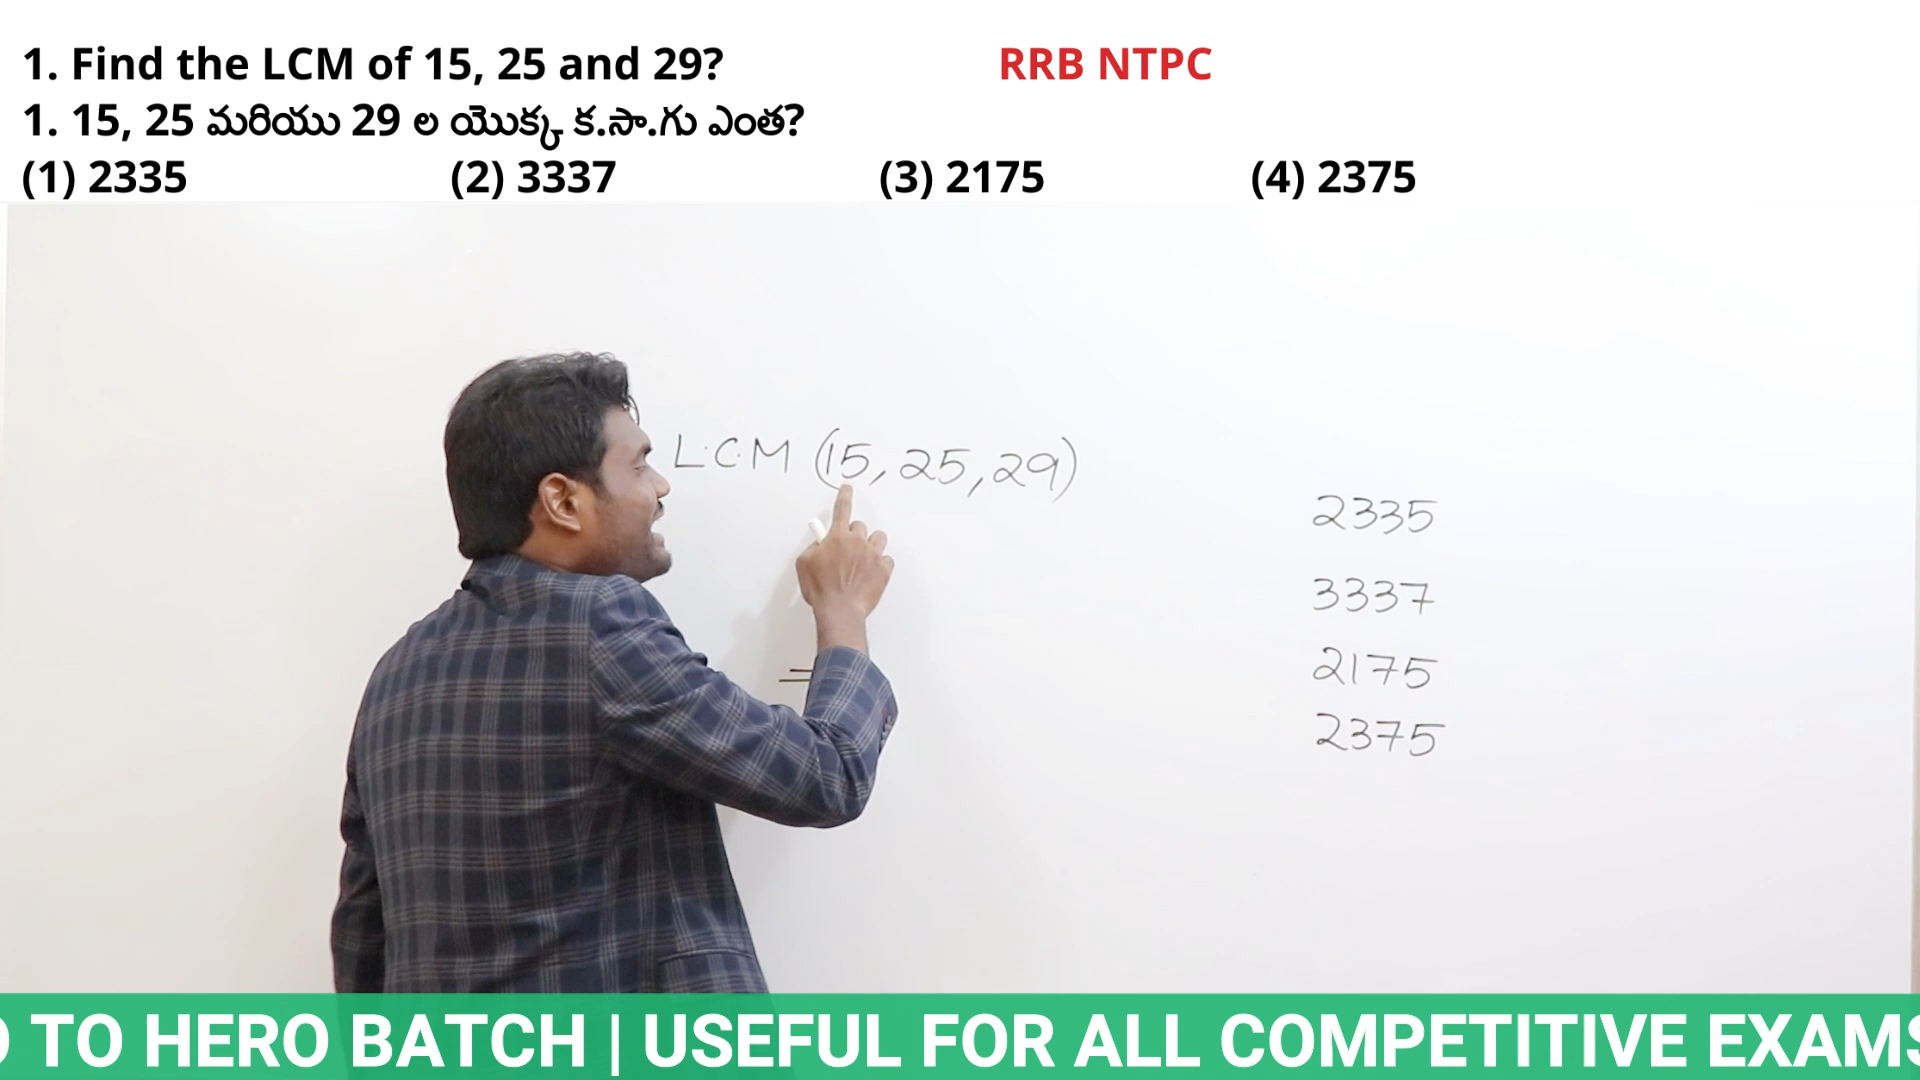 1. Find the LCM of 15, 25 and 29? RRB NTPC
1. 15, 25 మరియు 29 ల యొక్క క.సా.గు ఎంత?
(1) 2335 (2) 3337 (3) 2175 (4) 2375
L.C.M (15, 25, 29)
2335
3337
=
2175
2375
TO HERO BATCH | USEFUL FOR ALL COMPETITIVE EXAMS